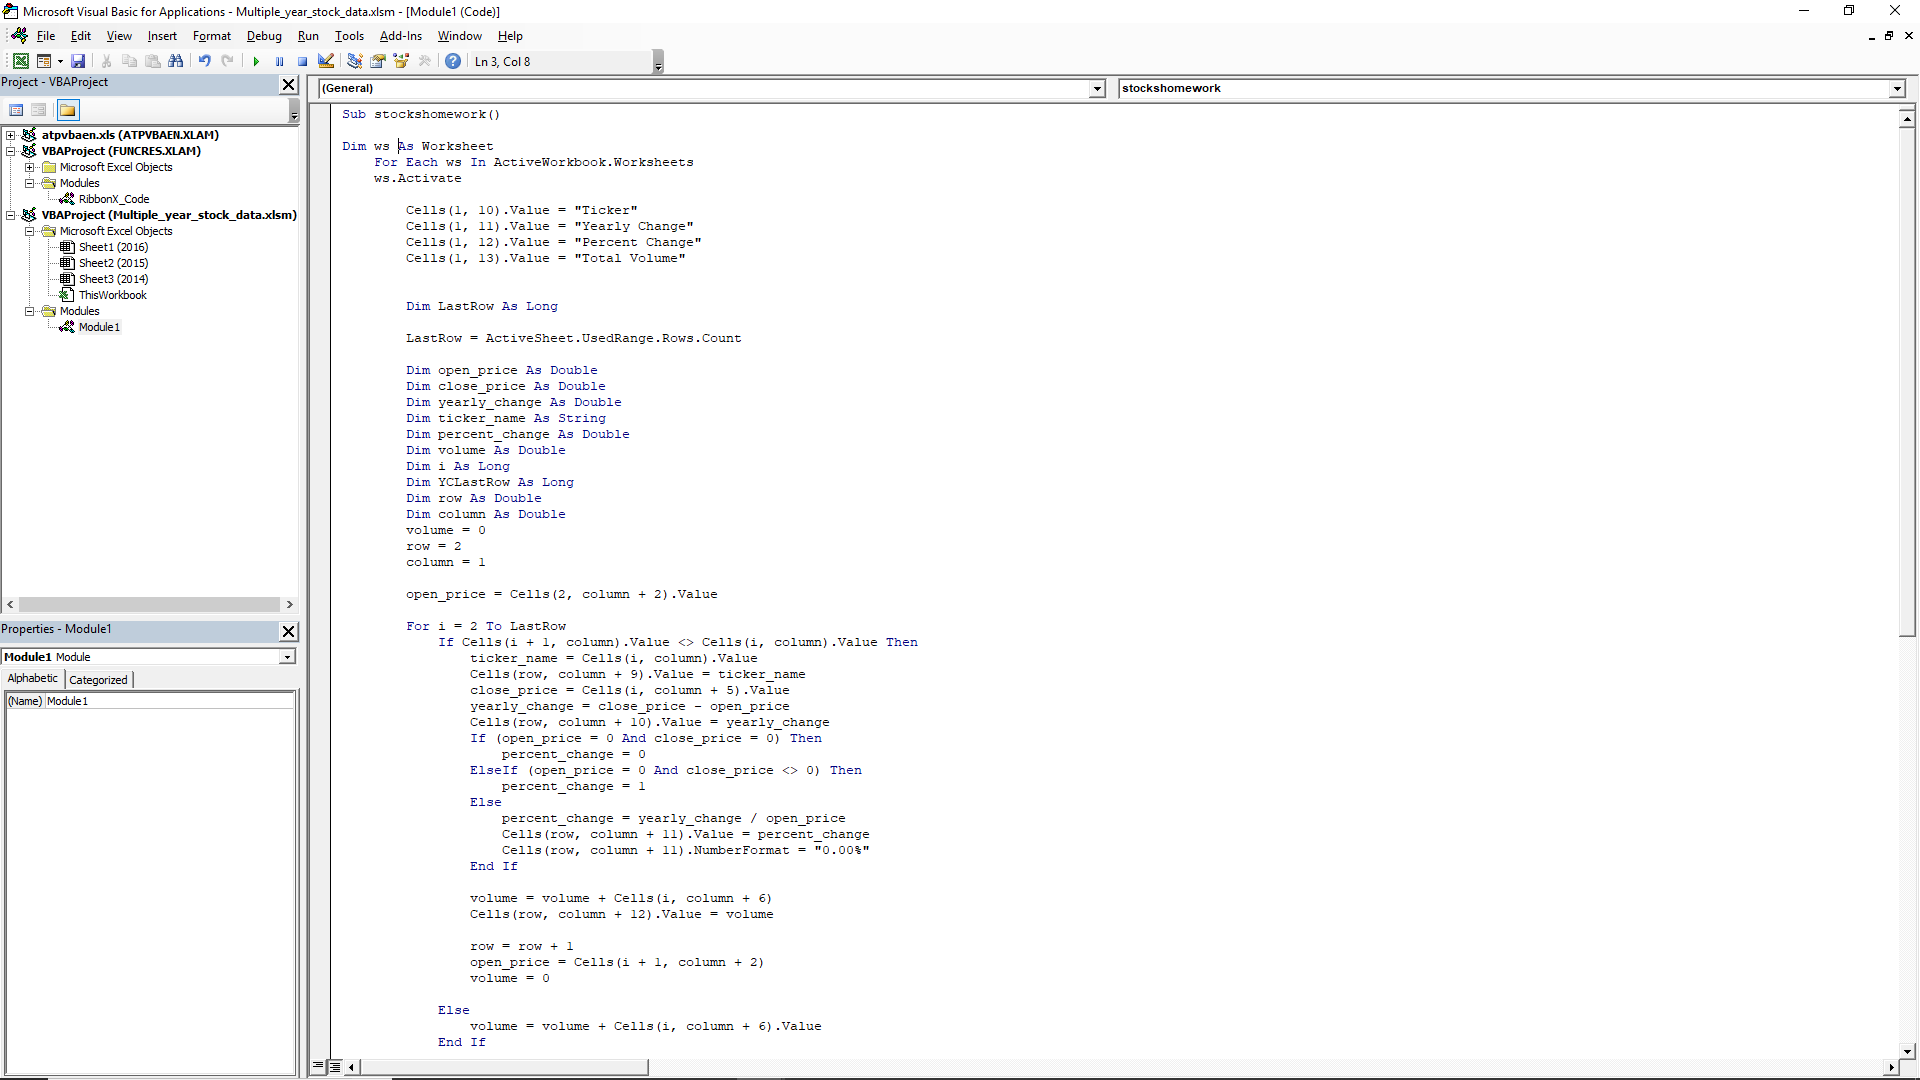 Microsoft Visual Basic for Applications - Multiple_year_stock_data.xlsm - [Module1 (Code)]
File Edit View Insert Format Debug Run Tools Add-Ins Window Help
Ln 3, Col 8
Project - VBAProject
atpvbaen.xls (ATPVBAEN.XLAM)
VBAProject (FUNCRES.XLAM)
Microsoft Excel Objects
Modules
RibbonX_Code
VBAProject (Multiple_year_stock_data.xlsm)
Microsoft Excel Objects
Sheet1 (2016)
Sheet2 (2015)
Sheet3 (2014)
ThisWorkbook
Modules
Module1
Properties - Module1
Module1 Module
Alphabetic Categorized
(Name) Module1
(General) stockshomework
Sub stockshomework()
Dim ws As Worksheet
For Each ws In ActiveWorkbook.Worksheets
ws.Activate
Cells(1, 10).Value = "Ticker"
Cells(1, 11).Value = "Yearly Change"
Cells(1, 12).Value = "Percent Change"
Cells(1, 13).Value = "Total Volume"
Dim LastRow As Long
LastRow = ActiveSheet.UsedRange.Rows.Count
Dim open_price As Double
Dim close_price As Double
Dim yearly_change As Double
Dim ticker_name As String
Dim percent_change As Double
Dim volume As Double
Dim i As Long
Dim YCLastRow As Long
Dim row As Double
Dim column As Double
volume = 0
row = 2
column = 1
open_price = Cells(2, column + 2).Value
For i = 2 To LastRow
If Cells(i + 1, column).Value <> Cells(i, column).Value Then
ticker_name = Cells(i, column).Value
Cells(row, column + 9).Value = ticker_name
close_price = Cells(i, column + 5).Value
yearly_change = close_price - open_price
Cells(row, column + 10).Value = yearly_change
If (open_price = 0 And close_price = 0) Then
percent_change = 0
ElseIf (open_price = 0 And close_price <> 0) Then
percent_change = 1
Else
percent_change = yearly_change / open_price
Cells(row, column + 11).Value = percent_change
Cells(row, column + 11).NumberFormat = "0.00%"
End If
volume = volume + Cells(i, column + 6)
Cells(row, column + 12).Value = volume
row = row + 1
open_price = Cells(i + 1, column + 2)
volume = 0
Else
volume = volume + Cells(i, column + 6).Value
End If